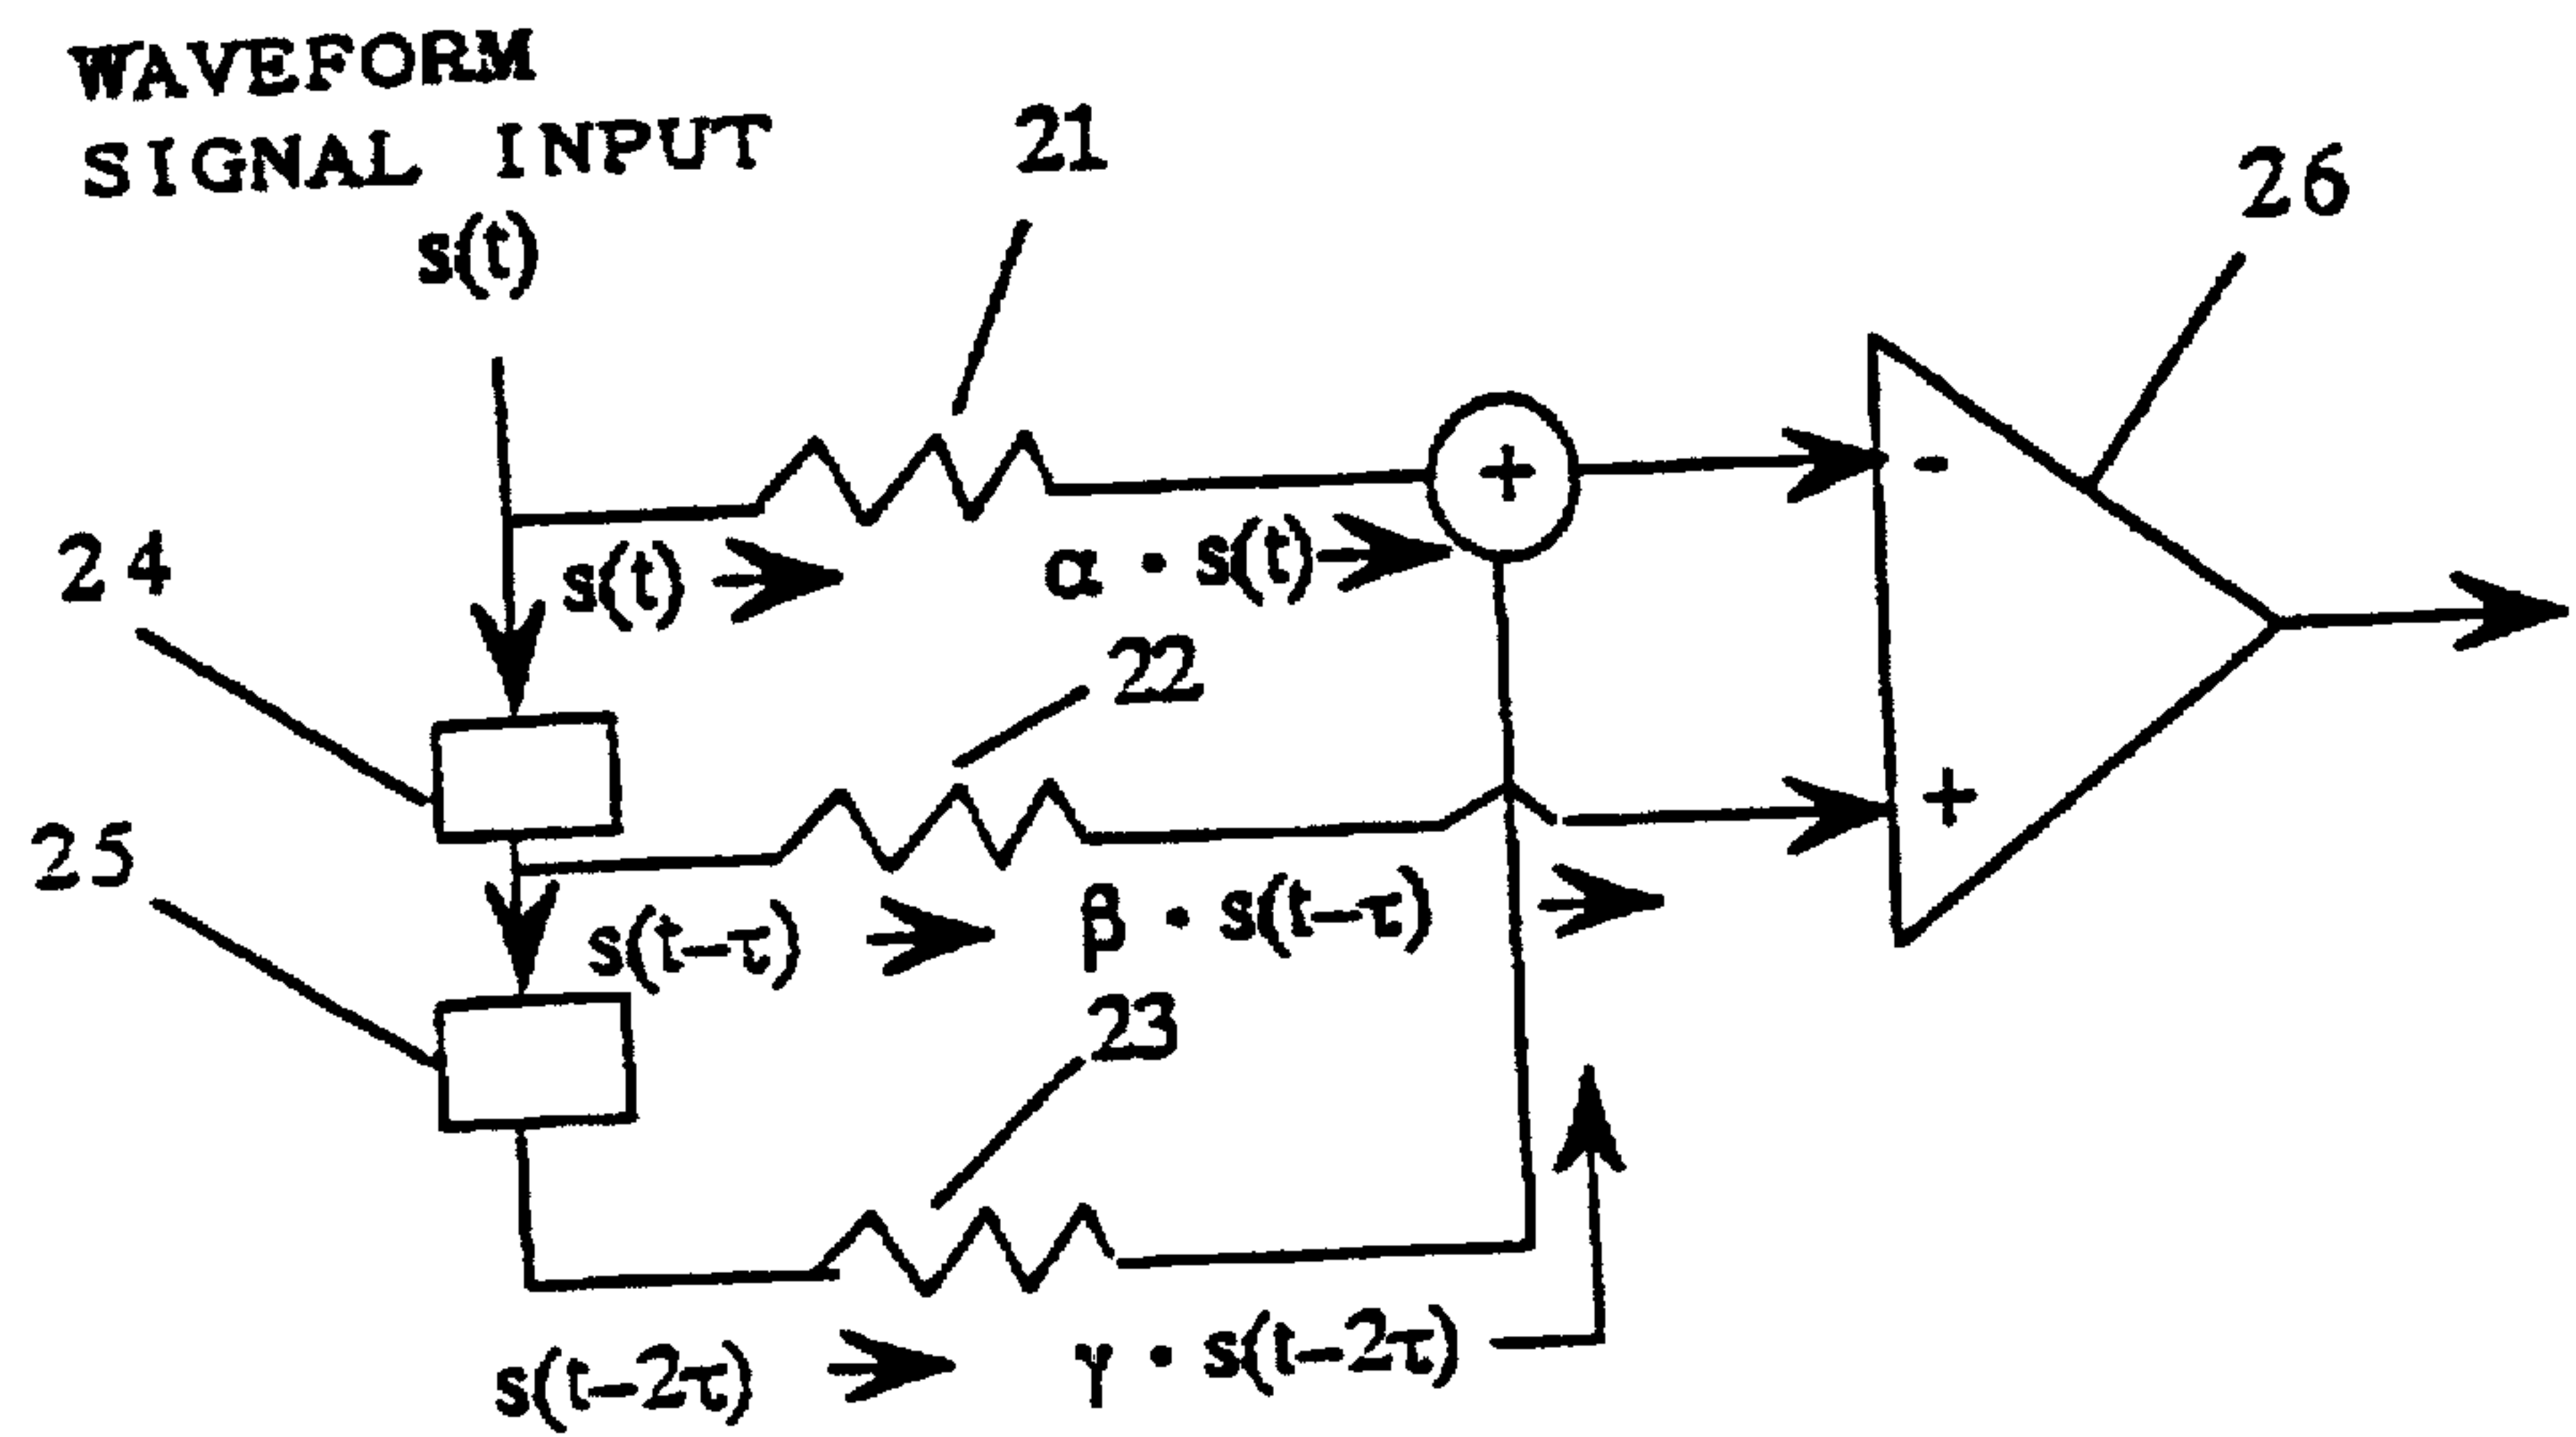 WAVEFORM
SIGNAL INPUT
s(t)
21
26
+
-
24
s(t)
α · s(t)
22
+
25
s(t-τ)
β · s(t-τ)
23
s(t-2τ)
γ · s(t-2τ)